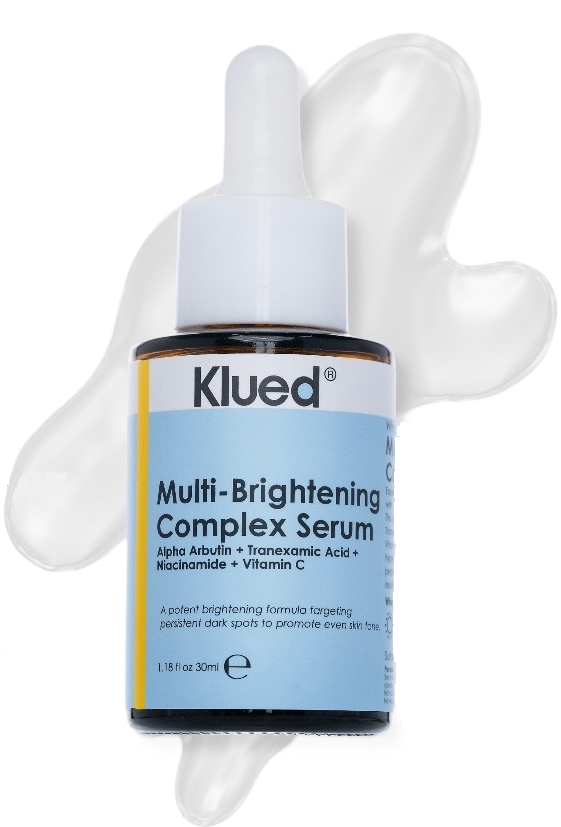 Klued®
Multi-Brightening
Complex Serum
Alpha Arbutin + Tranexamic Acid +
Niacinamide + Vitamin C
A potent brightening formula targeting
persistent dark spots to promote even skin tone.
1.18 fl oz 30ml ℮